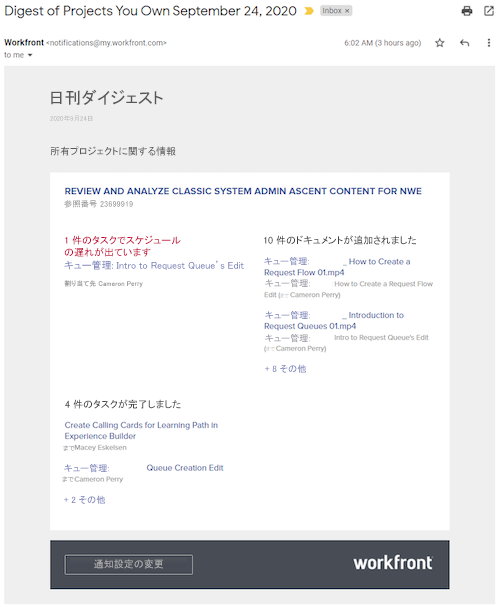 Digest of Projects You Own September 24, 2020
Inbox ×
Workfront <notifications@my.workfront.com>
6:02 AM (3 hours ago)
to me
日刊ダイジェスト
2020年9月24日
所有プロジェクトに関する情報
REVIEW AND ANALYZE CLASSIC SYSTEM ADMIN ASCENT CONTENT FOR NWE
参照番号 23699919
1 件のタスクでスケジュール
の遅れが出ています
キュー管理: Intro to Request Queue's Edit
割り当て先 Cameron Perry
10 件のドキュメントが追加されました
キュー管理: _ How to Create a
Request Flow 01.mp4
キュー管理: How to Create a Request Flow
Edit (まで Cameron Perry)
キュー管理: _ Introduction to
Request Queues 01.mp4
キュー管理: Intro to Request Queue's Edit
(まで Cameron Perry)
+ 8 その他
4 件のタスクが完了しました
Create Calling Cards for Learning Path in
Experience Builder
まで Macey Eskelsen
キュー管理: Queue Creation Edit
まで Cameron Perry
+ 2 その他
通知設定の変更
workfront